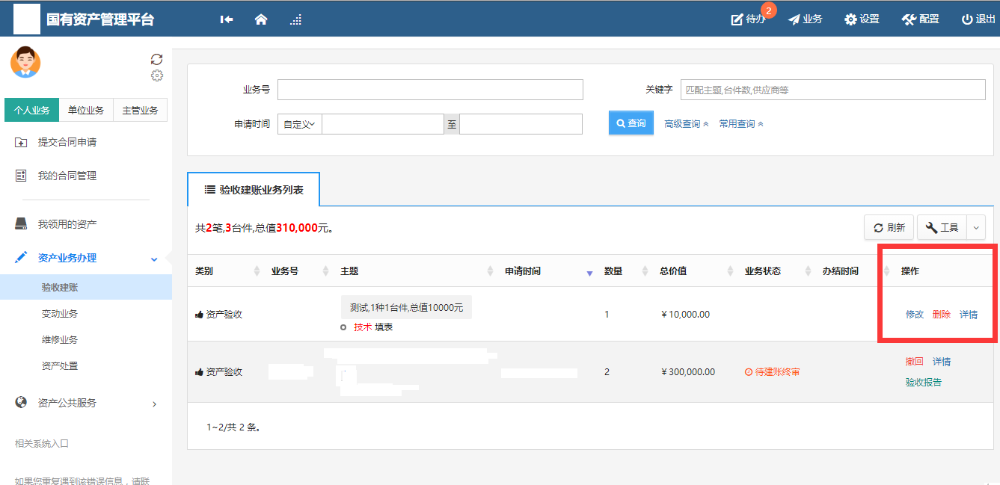 国有资产管理平台
待办
2
业务
设置
配置
退出
个人业务
单位业务
主管业务
提交合同申请
我的合同管理
我领用的资产
资产业务办理
验收建账
变动业务
维修业务
资产处置
资产公共服务
相关系统入口
如果您重复遇到该错误信息，请联
业务号
关键字
匹配主题,台件数,供应商等
申请时间
自定义
至
查询
高级查询
常用查询
验收建账业务列表
共2笔,3台件,总值310,000元。
刷新
工具
类别 业务号 主题 申请时间 数量 总价值 业务状态 办结时间 操作
测试,1种1台件,总值10000元
资产验收 1 ￥10,000.00 修改 删除 详情
技术 填表
撤回 详情
资产验收 2 ￥300,000.00 待建账终审
验收报告
1~2/共 2 条。